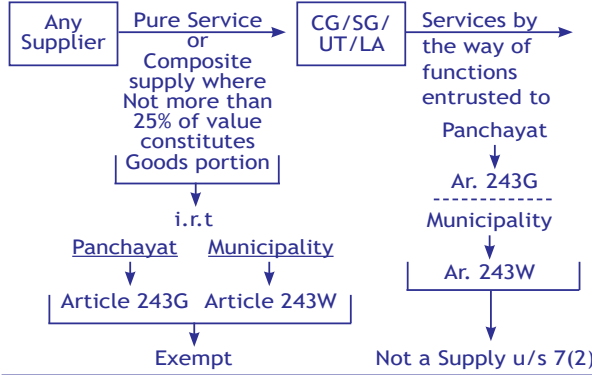 Any
Supplier
Pure Service
or
Composite
supply where
Not more than
25% of value
constitutes
Goods portion
i.r.t
Panchayat Municipality
Article 243G Article 243W
Exempt
CG/SG/
UT/LA
Services by
the way of
functions
entrusted to
Panchayat
Ar. 243G
Municipality
Ar. 243W
Not a Supply u/s 7(2)